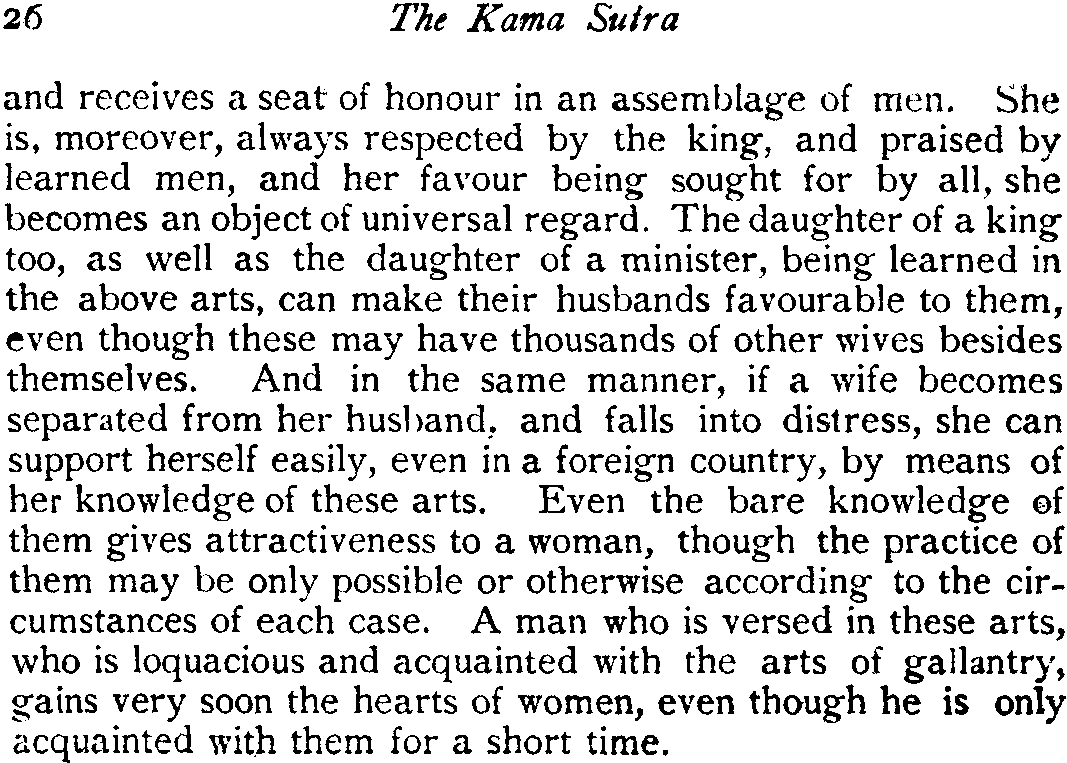 26 The Kama Sutra
and receives a seat of honour in an assemblage of men. She
is, moreover, always respected by the king, and praised by
learned men, and her favour being sought for by all, she
becomes an object of universal regard. The daughter of a king
too, as well as the daughter of a minister, being learned in
the above arts, can make their husbands favourable to them,
even though these may have thousands of other wives besides
themselves. And in the same manner, if a wife becomes
separated from her husband, and falls into distress, she can
support herself easily, even in a foreign country, by means of
her knowledge of these arts. Even the bare knowledge of
them gives attractiveness to a woman, though the practice of
them may be only possible or otherwise according to the cir-
cumstances of each case. A man who is versed in these arts,
who is loquacious and acquainted with the arts of gallantry,
gains very soon the hearts of women, even though he is only
acquainted with them for a short time.